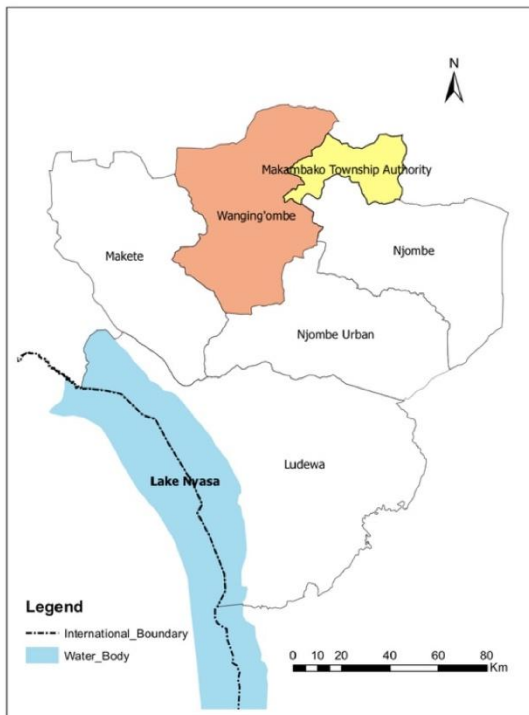 N
Makambako Township Authority
Wanging'ombe
Makete
Njombe
Njombe Urban
Ludewa
Lake Nyasa
Legend
International_Boundary
Water_Body
0 5 10 20 40 60 80
Km